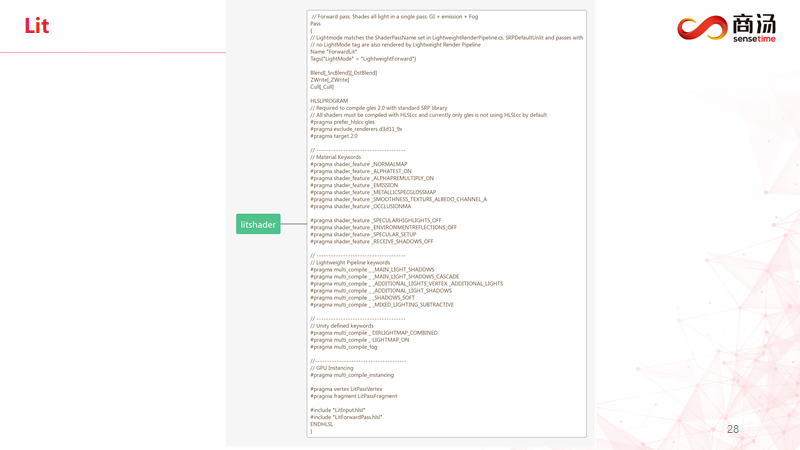 Lit
商汤
sensetime
// Forward pass. Shades all light in a single pass. GI + emission + Fog
Pass
{
// Lightmode matches the ShaderPassName set in LightweightRenderPipeline.cs. SRPDefaultUnlit and passes with
// no LightMode tag are also rendered by Lightweight Render Pipeline
Name "ForwardLit"
Tags{"LightMode" = "LightweightForward"}
Blend[_SrcBlend][_DstBlend]
ZWrite[_ZWrite]
Cull[_Cull]
HLSLPROGRAM
// Required to compile gles 2.0 with standard SRP library
// All shaders must be compiled with HLSLcc and currently only gles is not using HLSLcc by default
#pragma prefer_hlslcc gles
#pragma exclude_renderers d3d11_9x
#pragma target 2.0
// -------------------------------------
// Material Keywords
#pragma shader_feature _NORMALMAP
#pragma shader_feature _ALPHATEST_ON
#pragma shader_feature _ALPHAPREMULTIPLY_ON
#pragma shader_feature _EMISSION
#pragma shader_feature _METALLICSPECGLOSSMAP
#pragma shader_feature _SMOOTHNESS_TEXTURE_ALBEDO_CHANNEL_A
#pragma shader_feature _OCCLUSIONMA
#pragma shader_feature _SPECULARHIGHLIGHTS_OFF
#pragma shader_feature _ENVIRONMENTREFLECTIONS_OFF
#pragma shader_feature _SPECULAR_SETUP
#pragma shader_feature _RECEIVE_SHADOWS_OFF
// -------------------------------------
// Lightweight Pipeline keywords
#pragma multi_compile _ _MAIN_LIGHT_SHADOWS
#pragma multi_compile _ _MAIN_LIGHT_SHADOWS_CASCADE
#pragma multi_compile _ _ADDITIONAL_LIGHTS_VERTEX _ADDITIONAL_LIGHTS
#pragma multi_compile _ _ADDITIONAL_LIGHT_SHADOWS
#pragma multi_compile _ _SHADOWS_SOFT
#pragma multi_compile _ _MIXED_LIGHTING_SUBTRACTIVE
// -------------------------------------
// Unity defined keywords
#pragma multi_compile _ DIRLIGHTMAP_COMBINED
#pragma multi_compile _ LIGHTMAP_ON
#pragma multi_compile_fog
//--------------------------------------
// GPU Instancing
#pragma multi_compile_instancing
#pragma vertex LitPassVertex
#pragma fragment LitPassFragment
#include "LitInput.hlsl"
#include "LitForwardPass.hlsl"
ENDHLSL
}
litshader
28